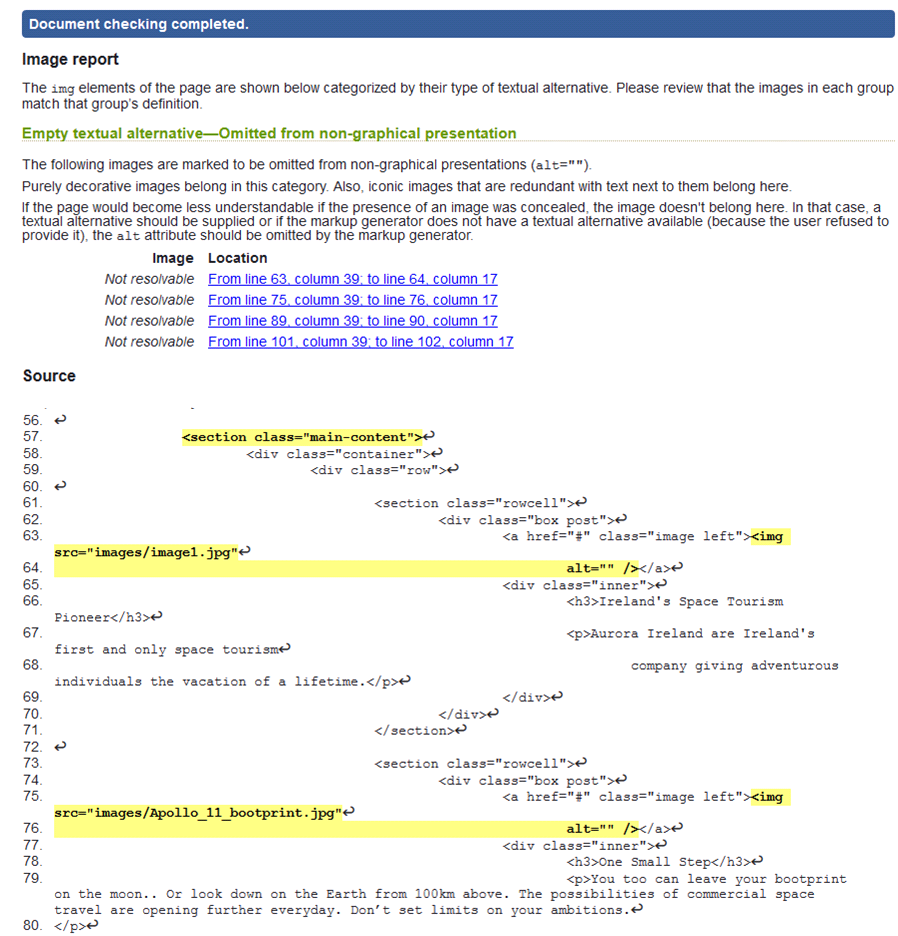 Document checking completed.
Image report
The img elements of the page are shown below categorized by their type of textual alternative. Please review that the images in each group
match that group's definition.
Empty textual alternative—Omitted from non-graphical presentation
The following images are marked to be omitted from non-graphical presentations (alt="").
Purely decorative images belong in this category. Also, iconic images that are redundant with text next to them belong here.
If the page would become less understandable if the presence of an image was concealed, the image doesn't belong here. In that case, a
textual alternative should be supplied or if the markup generator does not have a textual alternative available (because the user refused to
provide it), the alt attribute should be omitted by the markup generator.
Image Location
Not resolvable From line 63, column 39; to line 64, column 17
Not resolvable From line 75, column 39; to line 76, column 17
Not resolvable From line 89, column 39; to line 90, column 17
Not resolvable From line 101, column 39; to line 102, column 17
Source
56. ↩
57. <section class="main-content">↩
58. <div class="container">↩
59. <div class="row">↩
60. ↩
61. <section class="rowcell">↩
62. <div class="box post">↩
63. <a href="#" class="image left"><img
src="images/image1.jpg"↩
64. alt="" /></a>↩
65. <div class="inner">↩
66. <h3>Ireland's Space Tourism
Pioneer</h3>↩
67. <p>Aurora Ireland are Ireland's
first and only space tourism↩
68. company giving adventurous
individuals the vacation of a lifetime.</p>↩
69. </div>↩
70. </div>↩
71. </section>↩
72. ↩
73. <section class="rowcell">↩
74. <div class="box post">↩
75. <a href="#" class="image left"><img
src="images/Apollo_11_bootprint.jpg"↩
76. alt="" /></a>↩
77. <div class="inner">↩
78. <h3>One Small Step</h3>↩
79. <p>You too can leave your bootprint
on the moon.. Or look down on the Earth from 100km above. The possibilities of commercial space
travel are opening further everyday. Don’t set limits on your ambitions.↩
80. </p>↩